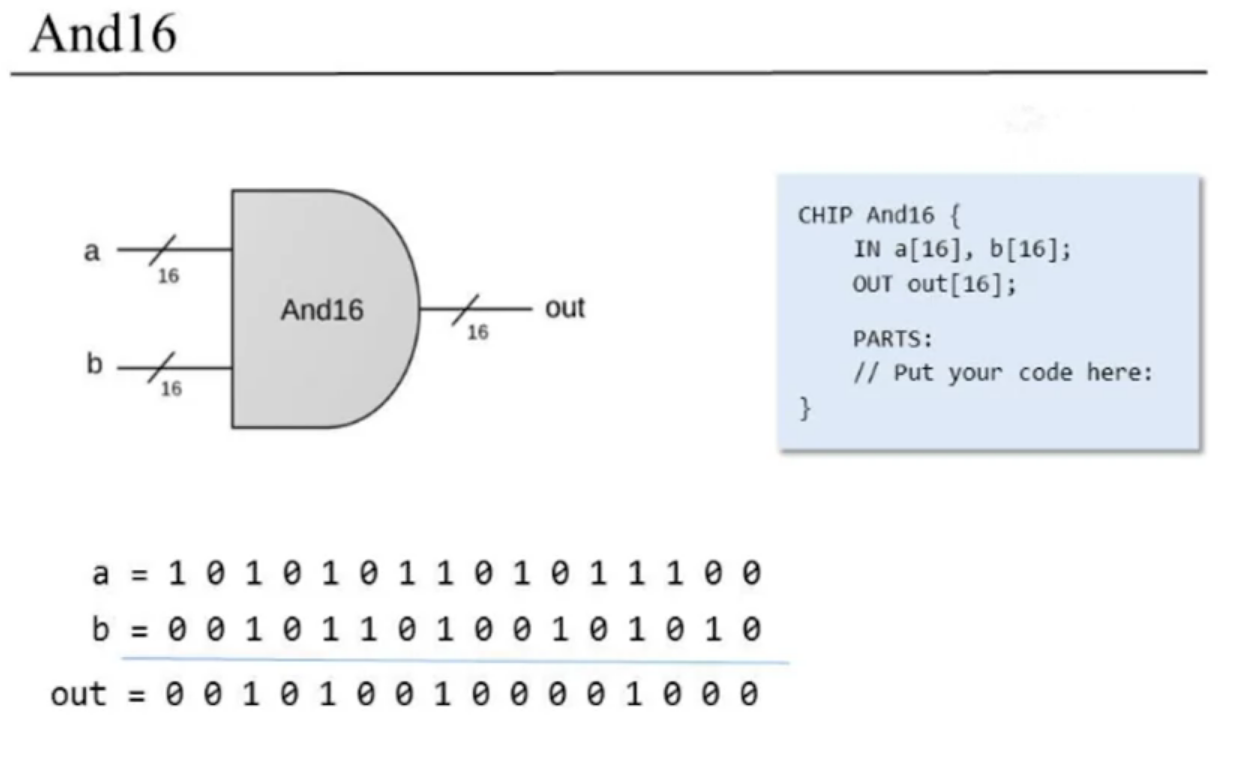 And16
a
16
b
16
And16
16
out
CHIP And16 {
IN a[16], b[16];
OUT out[16];
PARTS:
// Put your code here:
}
a = 1 0 1 0 1 0 1 1 0 1 0 1 1 1 0 0
b = 0 0 1 0 1 1 0 1 0 0 1 0 1 0 1 0
out = 0 0 1 0 1 0 0 1 0 0 0 0 1 0 0 0